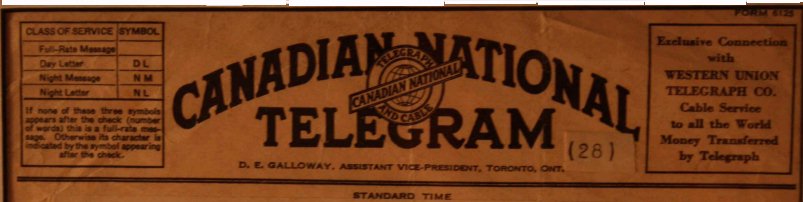 FORM 6125
CLASS OF SERVICE SYMBOL
Full-Rate Message
Day Letter D L
Night Message N M
Night Letter N L
If none of these three symbols
appears after the check (number
of words) this is a full-rate mes-
sage. Otherwise its character is
indicated by the symbol appearing
after the check.
CANADIAN NATIONAL
TELEGRAPH
CANADIAN NATIONAL
AND CABLE
TELEGRAM
D. E. GALLOWAY, ASSISTANT VICE-PRESIDENT, TORONTO, ONT.
(28)
Exclusive Connection
with
WESTERN UNION
TELEGRAPH CO.
Cable Service
to all the World
Money Transferred
by Telegraph
STANDARD TIME